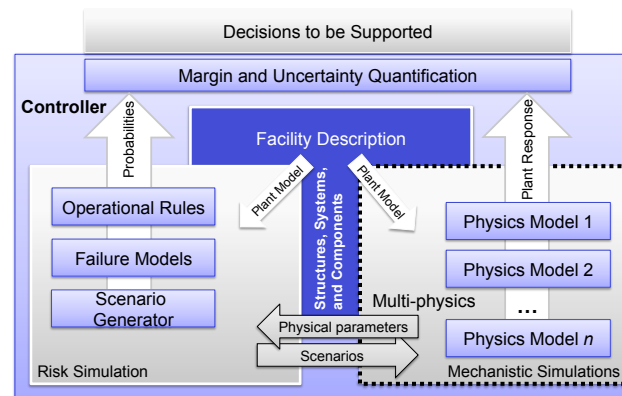 Decisions to be Supported
Margin and Uncertainty Quantification
Controller
Probabilities
Facility Description
Plant Response
Plant Model
Plant Model
Structures, Systems,
and Components
Operational Rules
Failure Models
Scenario
Generator
Physics Model 1
Physics Model 2
Multi-physics
...
Physics Model n
Physical parameters
Scenarios
Risk Simulation
Mechanistic Simulations